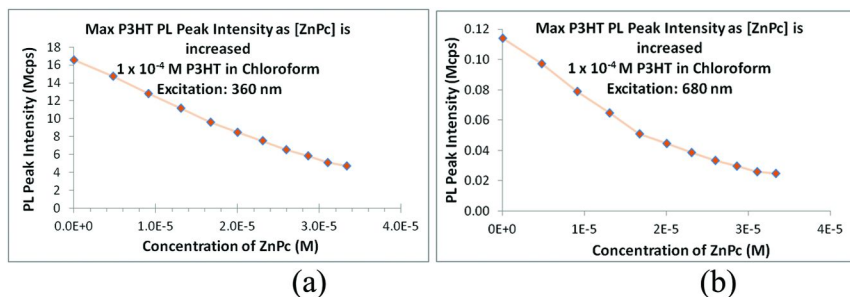 Max P3HT PL Peak Intensity as [ZnPc] is
increased
1 x 10⁻⁴ M P3HT in Chloroform
Excitation: 360 nm
PL Peak Intensity (Mcps)
18
16
14
12
10
8
6
4
2
0
0.0E+0 1.0E-5 2.0E-5 3.0E-5 4.0E-5
Concentration of ZnPc (M)
(a)
Max P3HT PL Peak Intensity as [ZnPc] is
increased
1 x 10⁻⁴ M P3HT in Chloroform
Excitation: 680 nm
PL Peak Intensity (Mcps)
0.12
0.10
0.08
0.06
0.04
0.02
0.00
0E+0 1E-5 2E-5 3E-5 4E-5
Concentration of ZnPc (M)
(b)